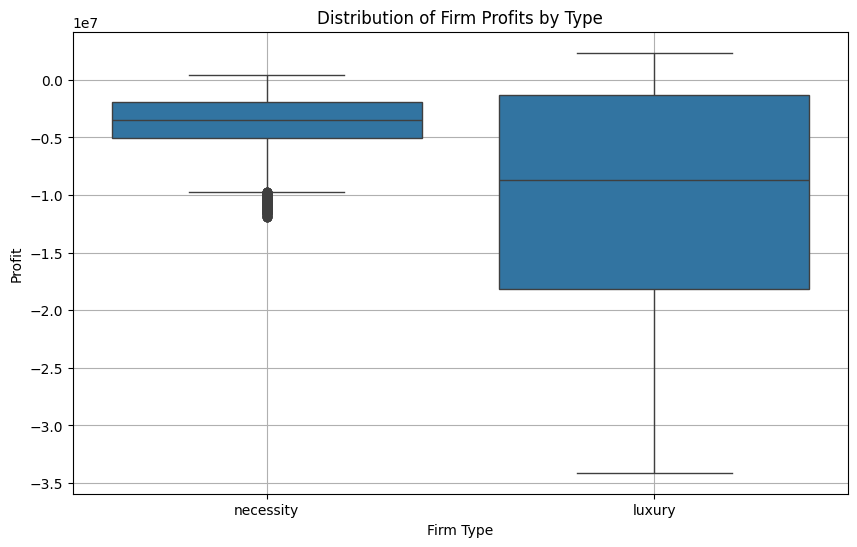 Distribution of Firm Profits by Type
1e7
0.0
−0.5
−1.0
−1.5
−2.0
−2.5
−3.0
−3.5
Profit
necessity
luxury
Firm Type